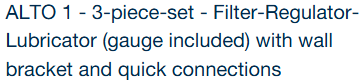 ALTO 1 - 3-piece-set - Filter-Regulator-
Lubricator (gauge included) with wall
bracket and quick connections